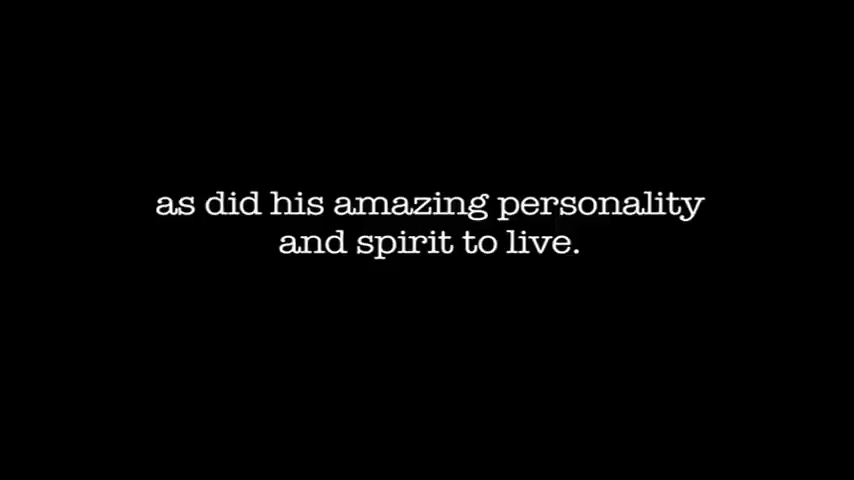 as did his amazing personality
and spirit to live.